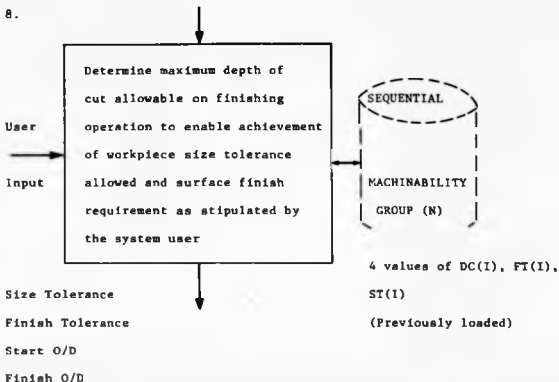 8.
Determine maximum depth of
cut allowable on finishing
operation to enable achievement
of workpiece size tolerance
allowed and surface finish
requirement as stipulated by
the system user
User
Input
SEQUENTIAL
MACHINABILITY
GROUP (N)
4 values of DC(I), FT(I),
ST(I)
(Previously loaded)
Size Tolerance
Finish Tolerance
Start O/D
Finish O/D